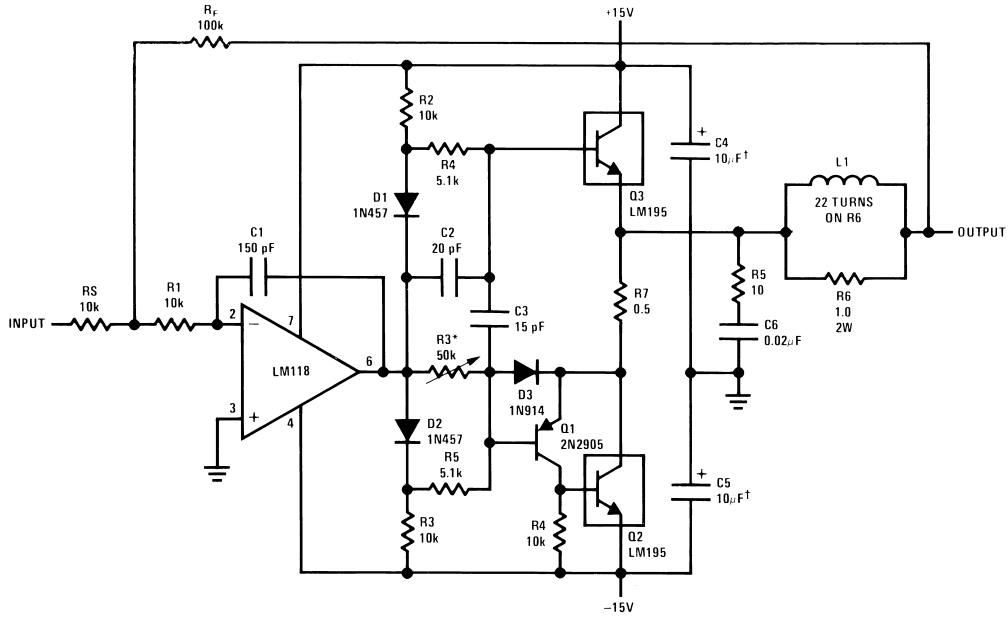 R_F
100k
+15V
R2
10k
R4
5.1k
C4
10μF†
L1
22 TURNS
ON R6
D1
1N457
Q3
LM195
C1
150 pF
C2
20 pF
OUTPUT
RS
10k
R1
10k
R7
0.5
R5
10
R6
1.0
2W
INPUT
2
−
7
C3
15 pF
C6
0.02μF
R3*
50k
LM118
6
3
+
4
D3
1N914
D2
1N457
Q1
2N2905
R5
5.1k
C5
10μF†
R3
10k
R4
10k
Q2
LM195
−15V
+
+